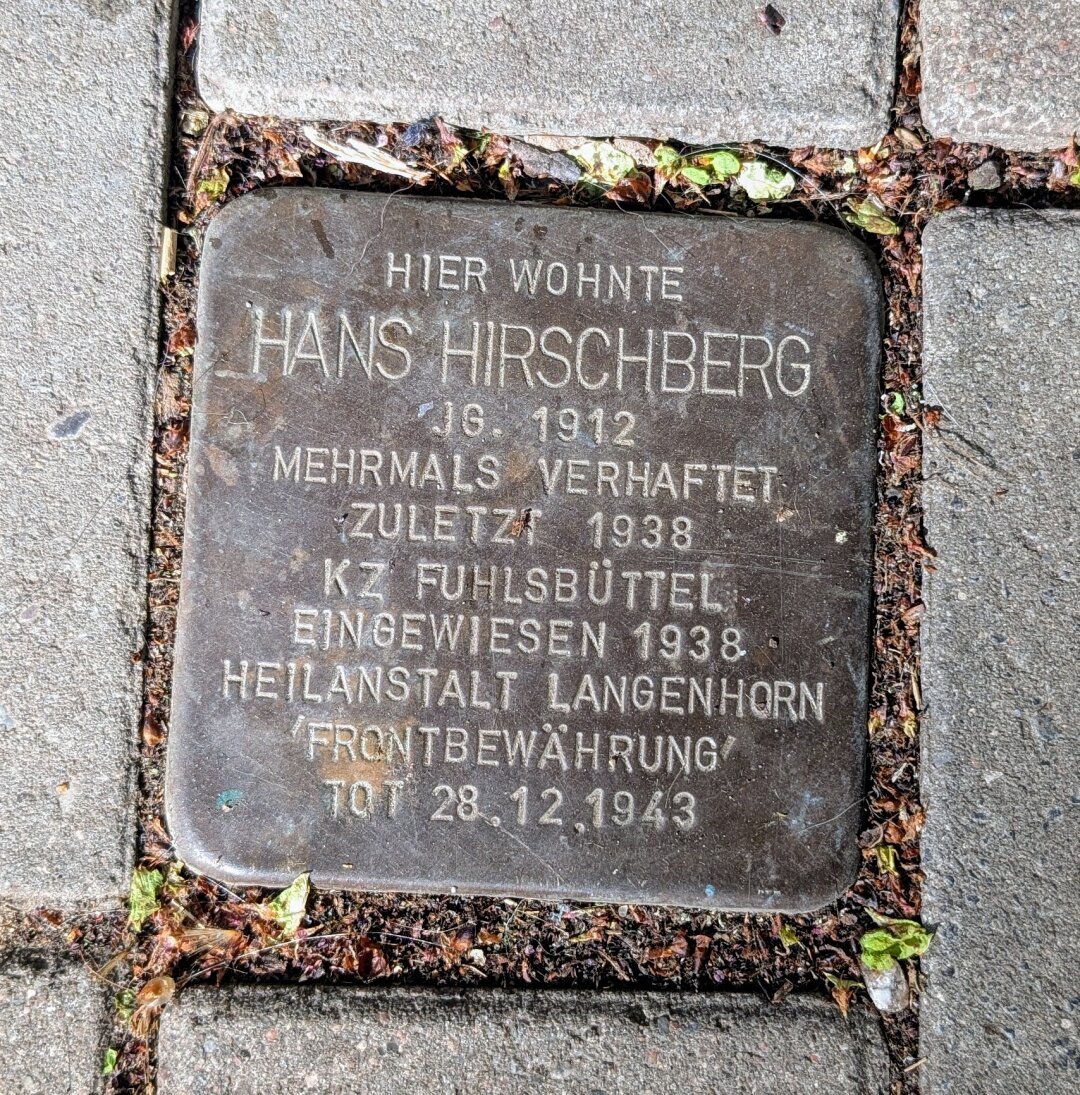 HIER WOHNTE
HANS HIRSCHBERG
JG. 1912
MEHRMALS VERHAFTET
ZULETZT 1938
KZ FUHLSBÜTTEL
EINGEWIESEN 1938
HEILANSTALT LANGENHORN
'FRONTBEWÄHRUNG'
TOT 28.12.1943